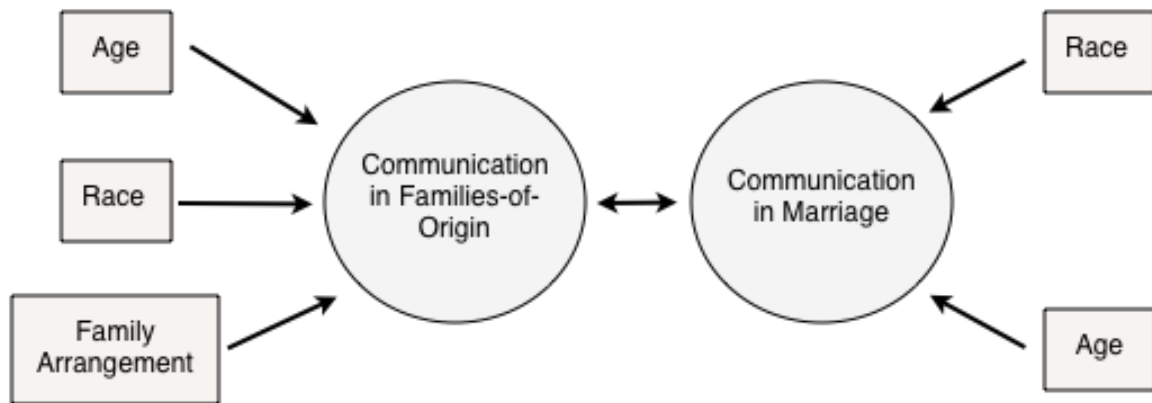 Age
Race
Family
Arrangement
Communication
in Families-of-
Origin
Communication
in Marriage
Race
Age